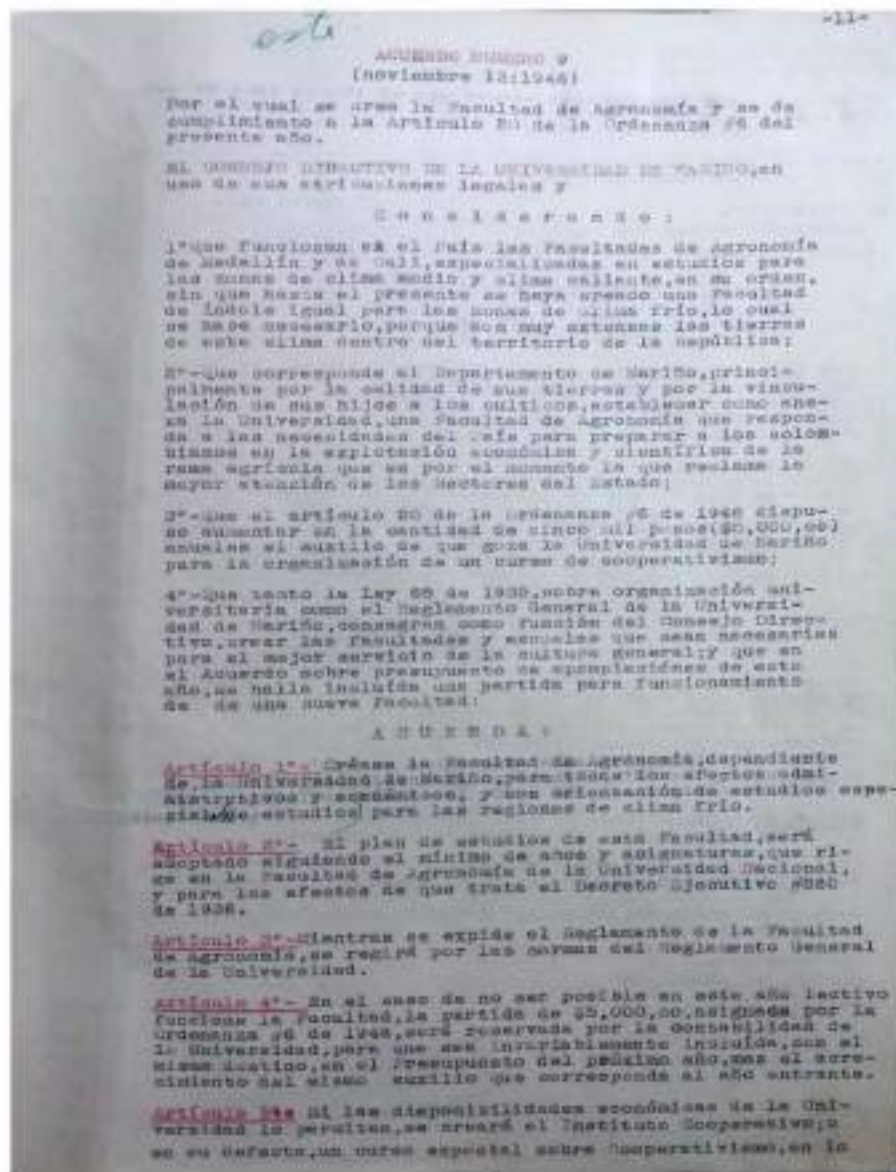 -11-
este
ACUERDO NUMERO 9
(noviembre 12:1946)
Por el cual se crea la Facultad de Agronomía y se da
cumplimiento a la Artículo 20 de la Ordenanza #6 del
presente año.
EL CONSEJO DIRECTIVO DE LA UNIVERSIDAD DE NARIÑO,en
uso de sus atribuciones legales y
C o n s i d e r a n d o :
1°que funcionan en el País las Facultades de Agronomía
de Medellín y de Cali,especializadas en estudios para
las zonas de clima medio y clima caliente,en su orden,
sin que hasta el presente se haya creado una Facultad
de índole igual para las zonas de clima frío,lo cual
se hace necesario,porque son muy extensas las tierras
de este clima dentro del territorio de la República;
2°-que corresponde al Departamento de Nariño,princi-
palmente por la calidad de sus tierras y por la vincu-
lación de sus hijos a los cultivos,establecer como ane-
xa la Universidad,una Facultad de Agronomía que respon-
da a las necesidades del País para preparar a los colom-
bianos en la explotación económica y científica de la
rama agrícola que es por el momento la que reclama la
mayor atención de los Rectores del Estado;
3°-que el artículo 20 de la Ordenanza #6 de 1946 dispu-
so aumentar en la cantidad de cinco mil pesos($5,000,00)
anuales el auxilio de que goza la Universidad de Nariño
para la organización de un curso de cooperativismo;
4°-que tanto la Ley 68 de 1935,sobre organización uni-
versitaria como el Reglamento General de la Universi-
dad de Nariño,consagran como función del Consejo Direc-
tivo,crear las Facultades y escuelas que sean necesarias
para el mejor servicio de la cultura general;y que en
el Acuerdo sobre presupuesto de apropiaciones de este
año,se halla incluída una partida para funcionamiento
de de una nueva Facultad:
A C U E R D A :
Artículo 1°- Créase la Facultad de Agronomía,dependiente
de,la Universidad de Nariño,para todos los efectos admi-
nistrativos y académicos, y con orientación de estudios espe-
ciales estudios para las regiones de clima frío.
Artículo 2°- El plan de estudios de esta Facultad,será
adoptado siguiendo el mínimo de años y asignaturas,que ri-
ge en la Facultad de Agronomía de la Universidad Nacional,
y para los efectos de que trata el Decreto Ejecutivo
de 1936.
Artículo 3°-Mientras se expide el Reglamento de la Facultad
de Agronomía,se regirá por las normas del Reglamento General
de la Universidad.
Artículo 4°- En el caso de no ser posible en este año lectivo
funcione la Facultad,la partida de $5,000,00,asignada por la
Ordenanza #6 de 1946,será reservada por la contabilidad de
la Universidad,para que sea invariablemente incluída,con el
mismo destino,en el Presupuesto del próximo año,mas el acre-
cimiento del mismo auxilio que corresponde al año entrante.
Artículo 5°- Si las disponibilidades económicas de la Uni-
versidad lo permiten,se creará el Instituto Cooperativo;o
en su defecto,un curso especial sobre Cooperativismo,en la